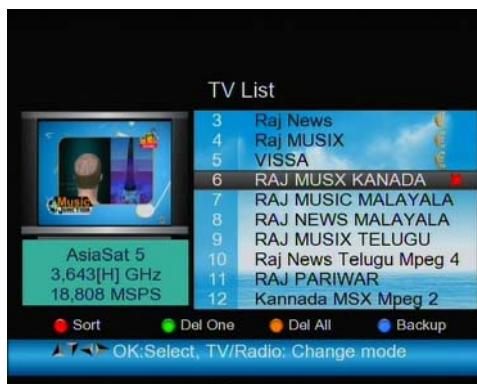 TV List
3 Raj News €
4 Raj MUSIX €
5 VISSA €
6 RAJ MUSX KANADA
7 RAJ MUSIC MALAYALA
8 RAJ NEWS MALAYALA
9 RAJ MUSIX TELUGU
10 Raj News Telugu Mpeg 4
11 RAJ PARIWAR
12 Kannada MSX Mpeg 2
Music
JUNCTION
AsiaSat 5
3,643[H] GHz
18,808 MSPS
Sort Del One Del All Backup
OK:Select, TV/Radio: Change mode